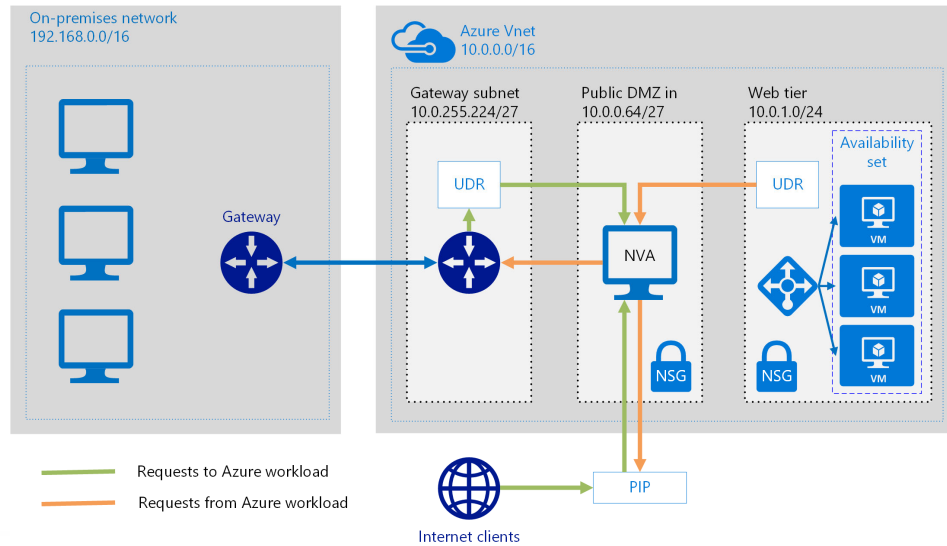 On-premises network
192.168.0.0/16
Gateway
Azure Vnet
10.0.0.0/16
Gateway subnet
10.0.255.224/27
UDR
Public DMZ in
10.0.0.64/27
NVA
NSG
Web tier
10.0.1.0/24
UDR
NSG
Availability
set
VM
VM
VM
Requests to Azure workload
Requests from Azure workload
Internet clients
PIP